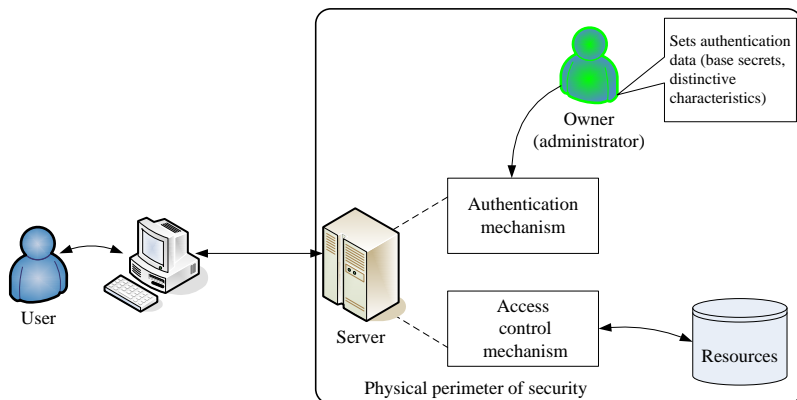 Sets authentication
data (base secrets,
distinctive
characteristics)
Owner
(administrator)
Authentication
mechanism
User
Server
Access
control
mechanism
Resources
Physical perimeter of security